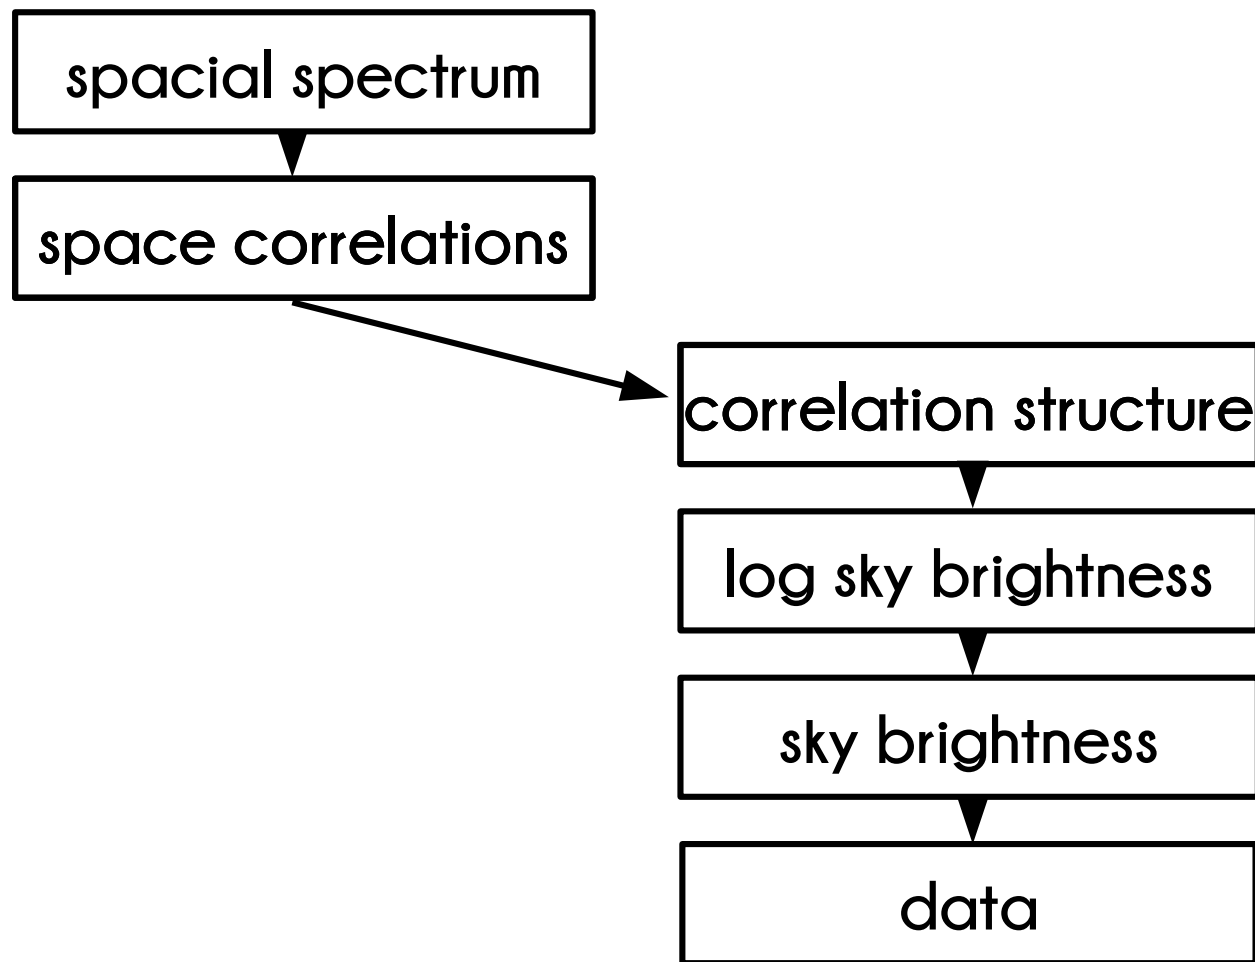 spacial spectrum
space correlations
correlation structure
log sky brightness
sky brightness
data